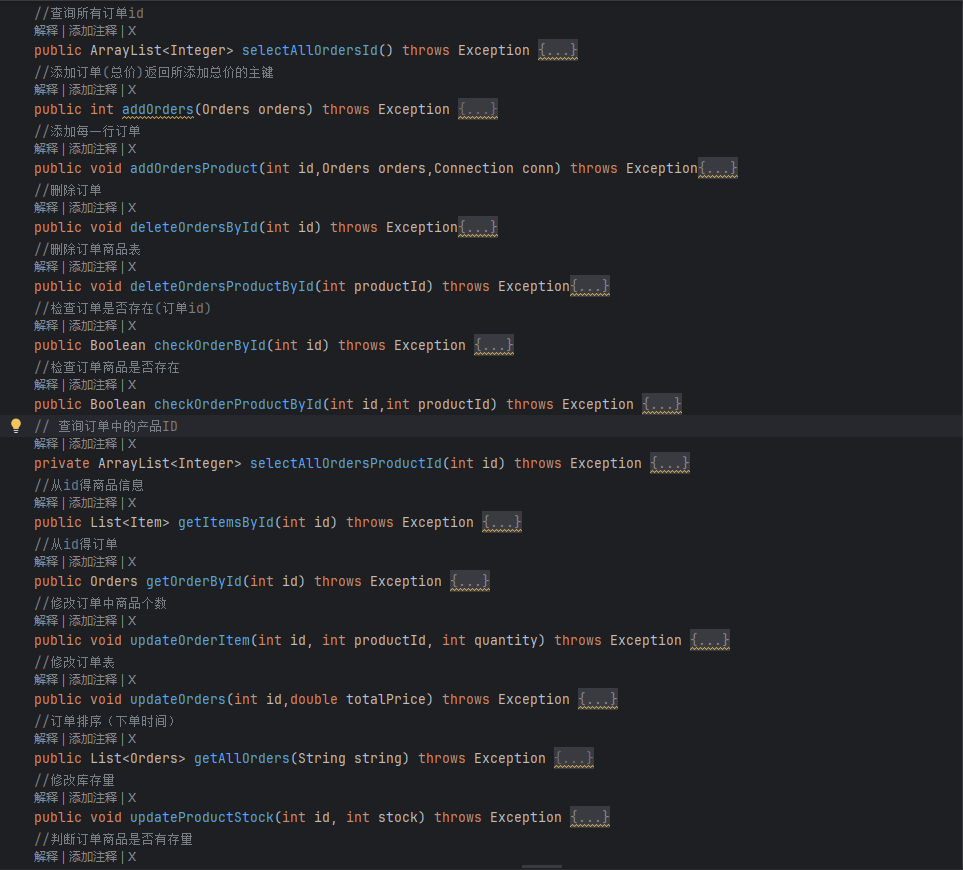 //查询所有订单id
解释 | 添加注释 | X
public ArrayList<Integer> selectAllOrdersId() throws Exception {...}
//添加订单(总价)返回所添加总价的主键
解释 | 添加注释 | X
public int addOrders(Orders orders) throws Exception {...}
//添加每一行订单
解释 | 添加注释 | X
public void addOrdersProduct(int id,Orders orders,Connection conn) throws Exception{...}
//删除订单
解释 | 添加注释 | X
public void deleteOrdersById(int id) throws Exception{...}
//删除订单商品表
解释 | 添加注释 | X
public void deleteOrdersProductById(int productId) throws Exception{...}
//检查订单是否存在(订单id)
解释 | 添加注释 | X
public Boolean checkOrderById(int id) throws Exception {...}
//检查订单商品是否存在
解释 | 添加注释 | X
public Boolean checkOrderProductById(int id,int productId) throws Exception {...}
// 查询订单中的产品ID
解释 | 添加注释 | X
private ArrayList<Integer> selectAllOrdersProductId(int id) throws Exception {...}
//从id得商品信息
解释 | 添加注释 | X
public List<Item> getItemsById(int id) throws Exception {...}
//从id得订单
解释 | 添加注释 | X
public Orders getOrderById(int id) throws Exception {...}
//修改订单中商品个数
解释 | 添加注释 | X
public void updateOrderItem(int id, int productId, int quantity) throws Exception {...}
//修改订单表
解释 | 添加注释 | X
public void updateOrders(int id,double totalPrice) throws Exception {...}
//订单排序（下单时间）
解释 | 添加注释 | X
public List<Orders> getAllOrders(String string) throws Exception {...}
//修改库存量
解释 | 添加注释 | X
public void updateProductStock(int id, int stock) throws Exception {...}
//判断订单商品是否有存量
解释 | 添加注释 | X